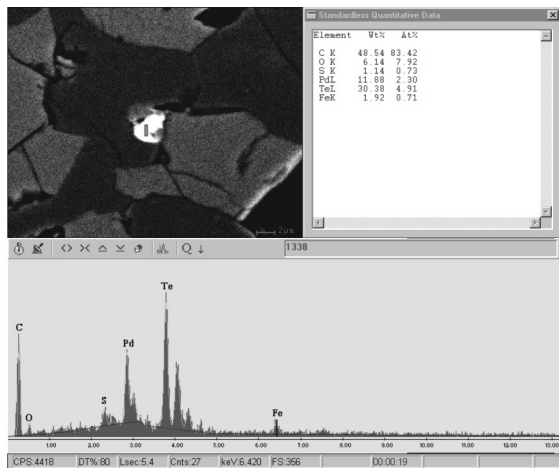 Standardless Quantitative Data
Element Wt% At%
C K 48.54 83.42
O K 6.14 7.92
S K 1.14 0.73
PdL 11.88 2.30
TeL 30.38 4.91
FeK 1.92 0.71
2μm
1338
Te
C
Pd
S
Fe
O
1.00 2.00 3.00 4.00 5.00 6.00 7.00 8.00 9.00 10.00 11.00 12.00 13.00
CPS:4418 DT%:80 Lsec:5.4 Cnts:27 keV:6.420 FS:356 00:00:19